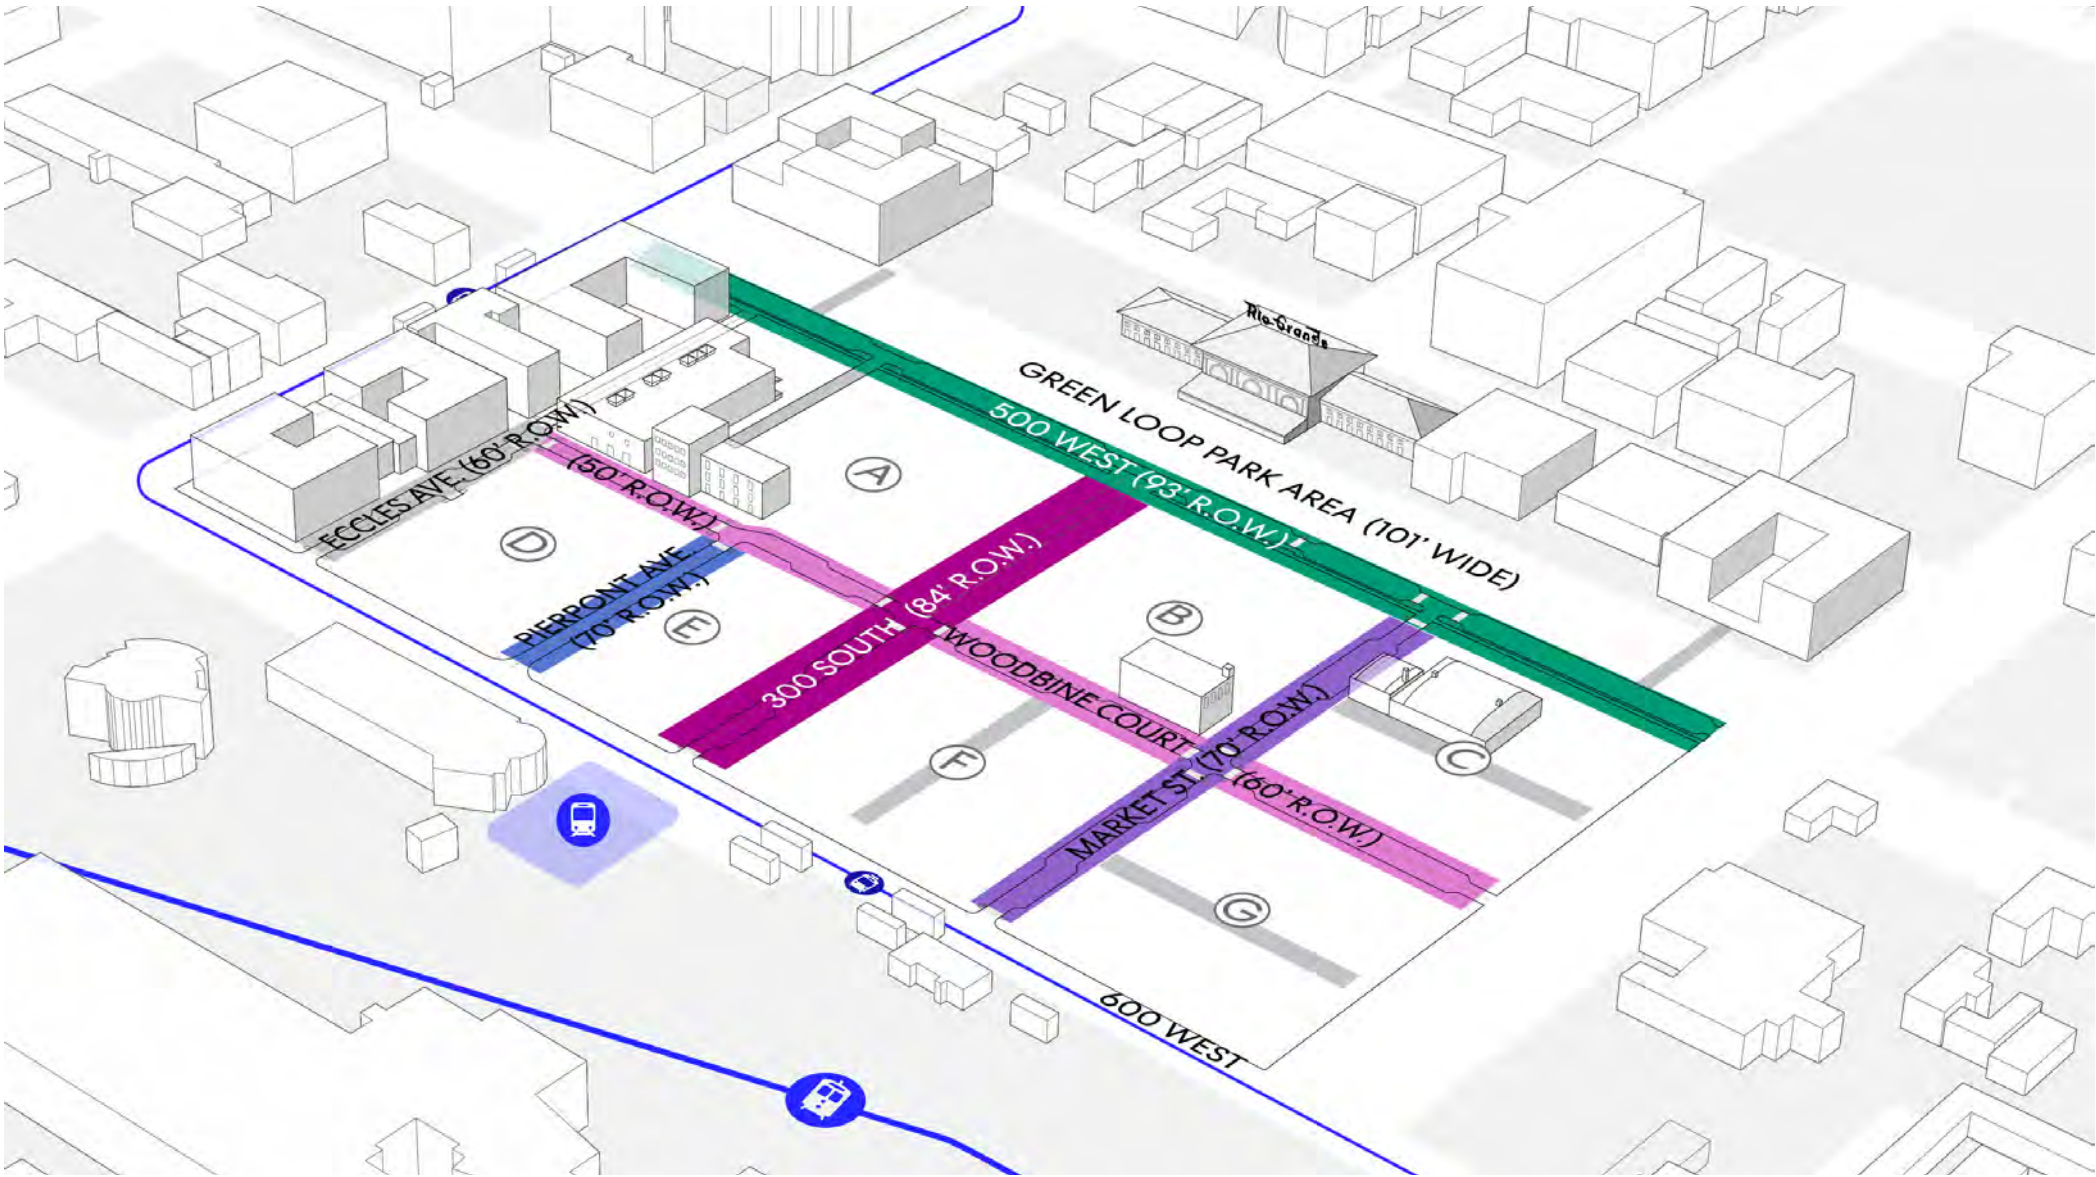 Rio Grande
GREEN LOOP PARK AREA (101' WIDE)
500 WEST (93' R.O.W.)
ECCLES AVE. (60' R.O.W.)
(50' R.O.W.)
A
D
PIERPONT AVE.
(70' R.O.W.)
E
300 SOUTH (84' R.O.W.)
B
WOODBINE COURT
(60' R.O.W.)
MARKET ST. (70' R.O.W.)
F
C
G
600 WEST